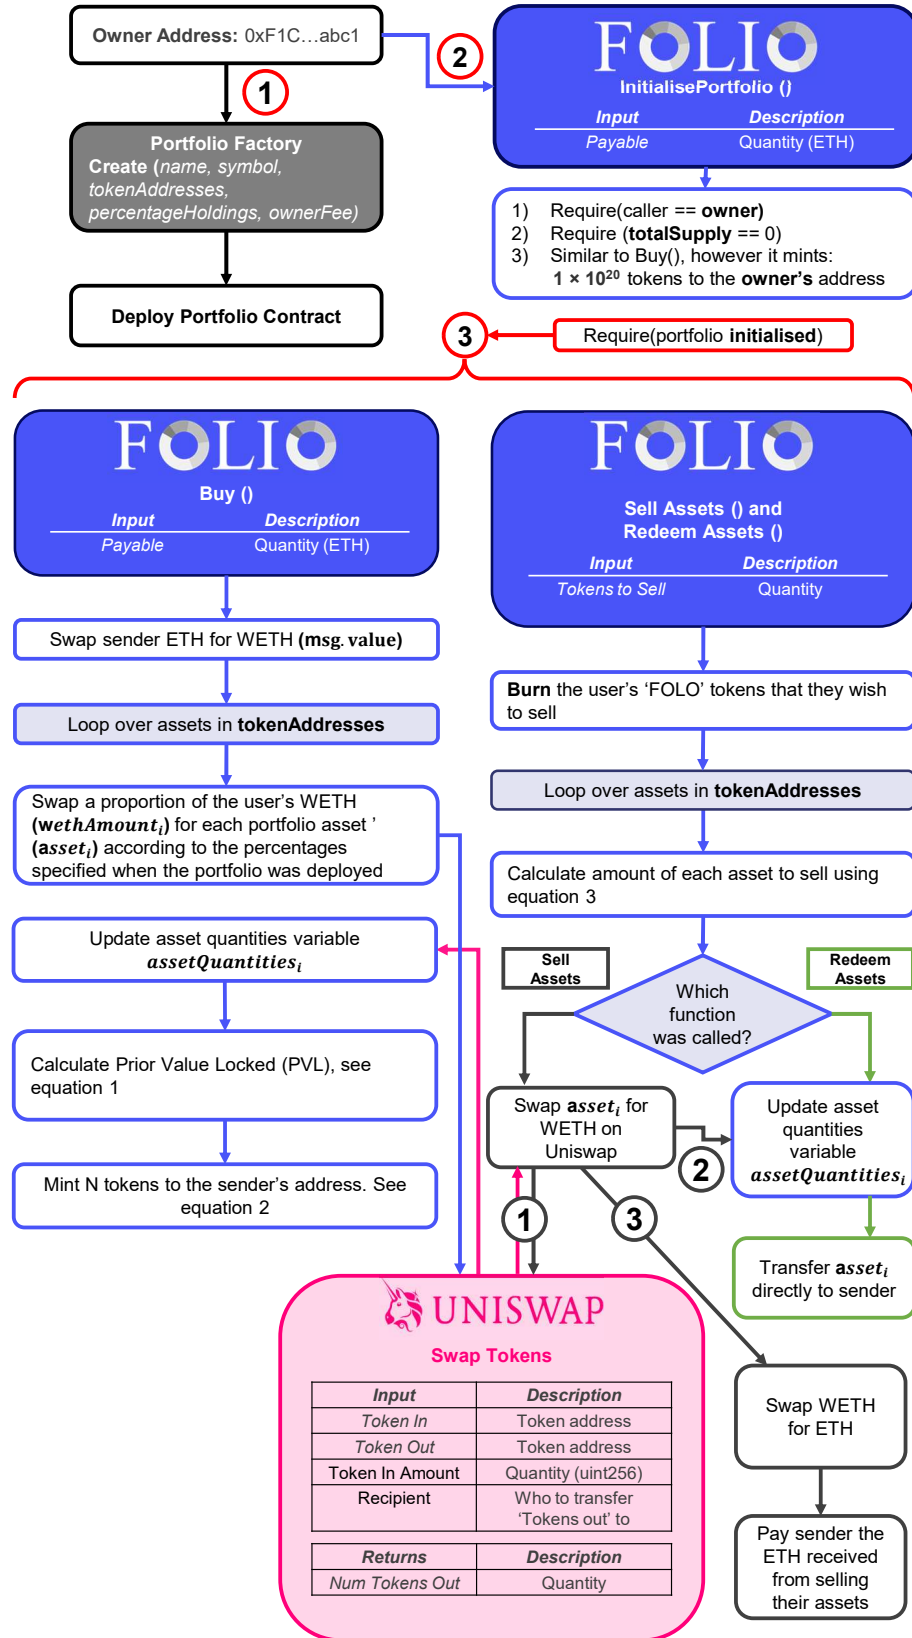 Owner Address: 0xF1C...abc1
1
2
Portfolio Factory
Create (name, symbol,
tokenAddresses,
percentageHoldings, ownerFee)
Deploy Portfolio Contract
FOLIO
InitialisePortfolio ()
Input Description
Payable Quantity (ETH)
1) Require(caller == owner)
2) Require (totalSupply == 0)
3) Similar to Buy(), however it mints:
1 × 10²⁰ tokens to the owner's address
3
Require(portfolio initialised)
FOLIO
Buy ()
Input Description
Payable Quantity (ETH)
Swap sender ETH for WETH (msg.value)
Loop over assets in tokenAddresses
Swap a proportion of the user's WETH
(wethAmountᵢ) for each portfolio asset '
(assetᵢ) according to the percentages
specified when the portfolio was deployed
Update asset quantities variable
assetQuantitiesᵢ
Calculate Prior Value Locked (PVL), see
equation 1
Mint N tokens to the sender's address. See
equation 2
FOLIO
Sell Assets () and
Redeem Assets ()
Input Description
Tokens to Sell Quantity
Burn the user's 'FOLO' tokens that they wish
to sell
Loop over assets in tokenAddresses
Calculate amount of each asset to sell using
equation 3
Sell
Assets
Redeem
Assets
Which
function
was called?
Swap assetᵢ for
WETH on
Uniswap
Update asset
quantities
variable
assetQuantitiesᵢ
1
2
3
Transfer assetᵢ
directly to sender
UNISWAP
Swap Tokens
Input Description
Token In Token address
Token Out Token address
Token In Amount Quantity (uint256)
Recipient Who to transfer
'Tokens out' to
Returns Description
Num Tokens Out Quantity
Swap WETH
for ETH
Pay sender the
ETH received
from selling
their assets